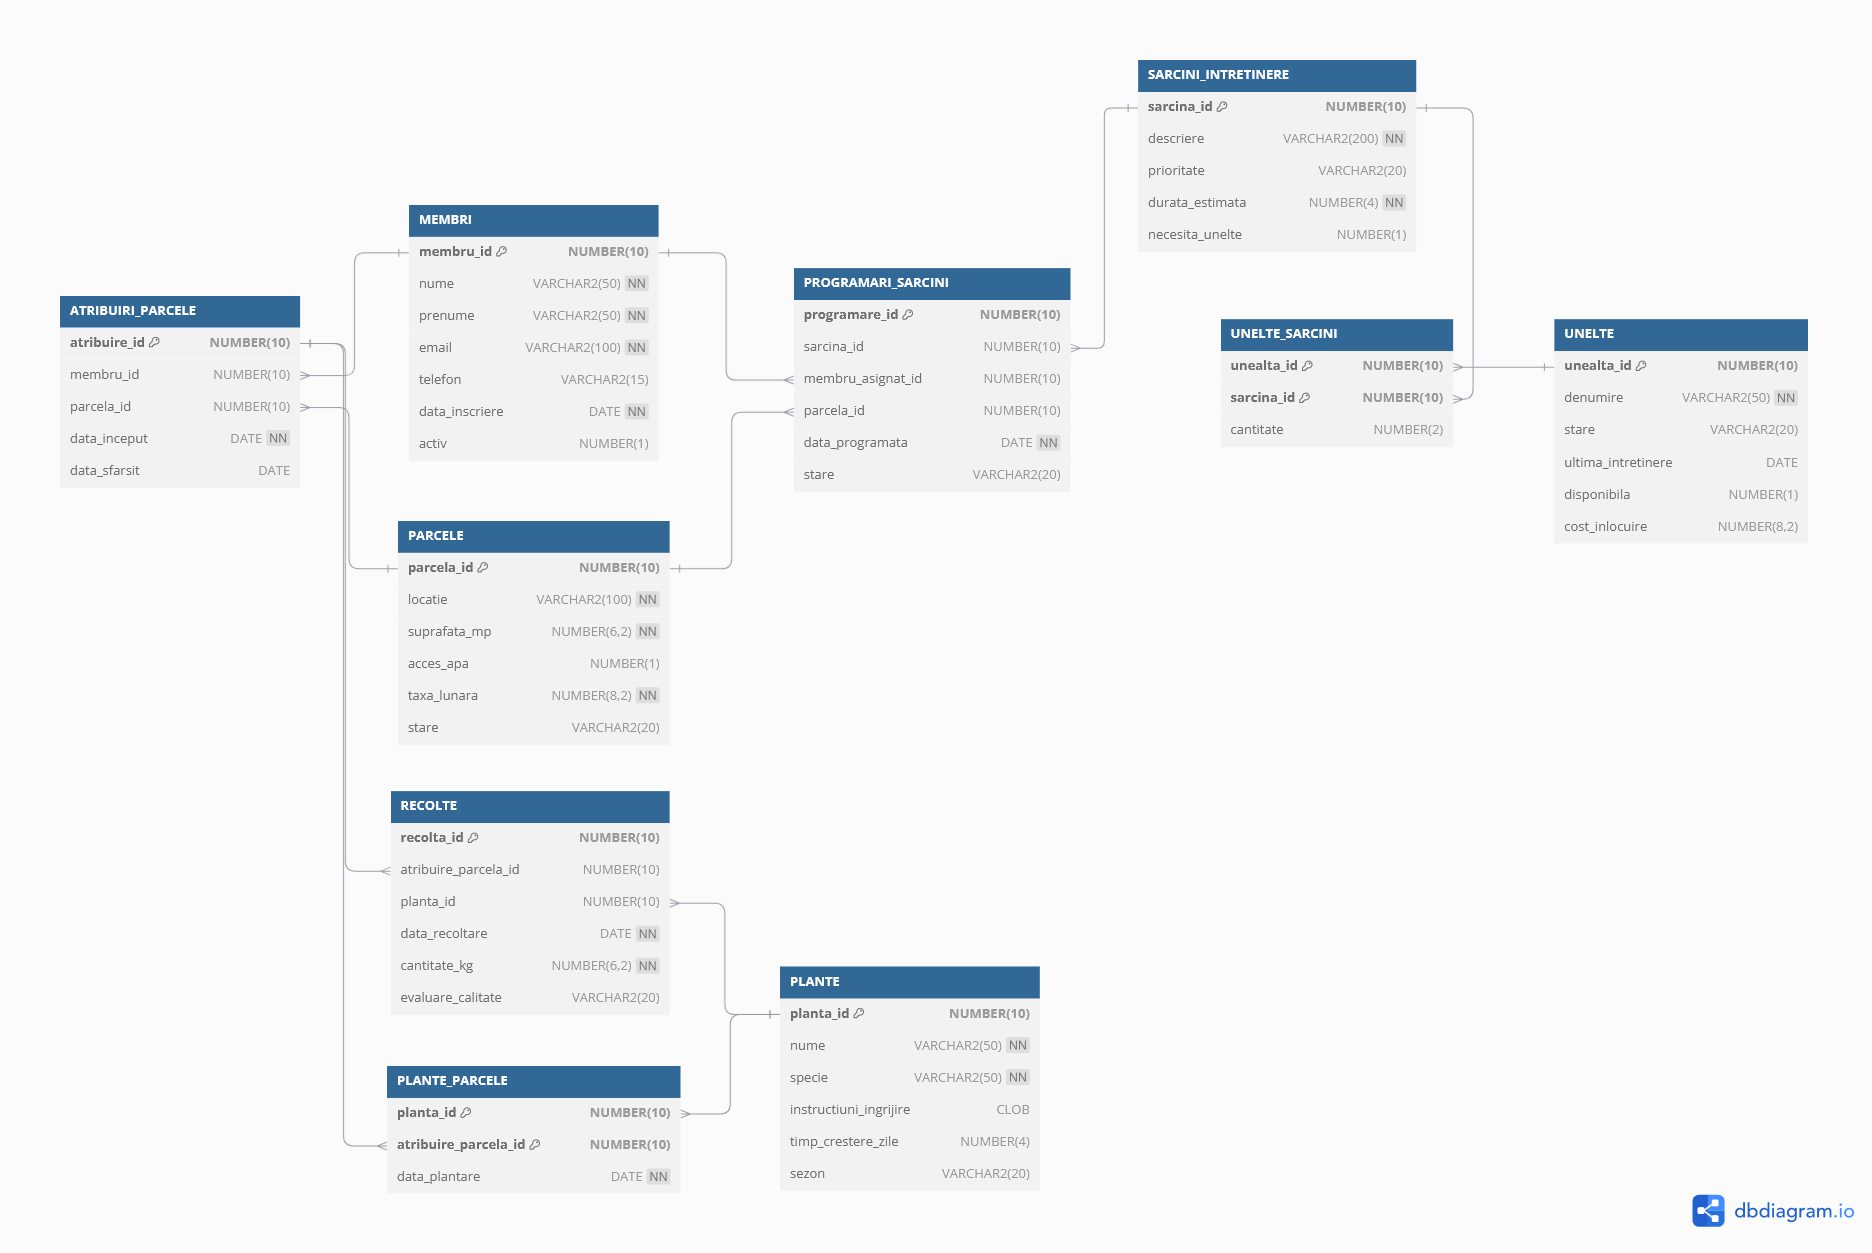 SARCINI_INTRETINERE
sarcina_id NUMBER(10)
descriere VARCHAR2(200) NN
prioritate VARCHAR2(20)
durata_estimata NUMBER(4) NN
necesita_unelte NUMBER(1)
MEMBRI
membru_id NUMBER(10)
nume VARCHAR2(50) NN
prenume VARCHAR2(50) NN
email VARCHAR2(100) NN
telefon VARCHAR2(15)
data_inscriere DATE NN
activ NUMBER(1)
PROGRAMARI_SARCINI
programare_id NUMBER(10)
sarcina_id NUMBER(10)
membru_asignat_id NUMBER(10)
parcela_id NUMBER(10)
data_programata DATE NN
stare VARCHAR2(20)
ATRIBUIRI_PARCELE
atribuire_id NUMBER(10)
membru_id NUMBER(10)
parcela_id NUMBER(10)
data_inceput DATE NN
data_sfarsit DATE
UNELTE_SARCINI
unealta_id NUMBER(10)
sarcina_id NUMBER(10)
cantitate NUMBER(2)
UNELTE
unealta_id NUMBER(10)
denumire VARCHAR2(50) NN
stare VARCHAR2(20)
ultima_intretinere DATE
disponibila NUMBER(1)
cost_inlocuire NUMBER(8,2)
PARCELE
parcela_id NUMBER(10)
locatie VARCHAR2(100) NN
suprafata_mp NUMBER(6,2) NN
acces_apa NUMBER(1)
taxa_lunara NUMBER(8,2) NN
stare VARCHAR2(20)
RECOLTE
recolta_id NUMBER(10)
atribuire_parcela_id NUMBER(10)
planta_id NUMBER(10)
data_recoltare DATE NN
cantitate_kg NUMBER(6,2) NN
evaluare_calitate VARCHAR2(20)
PLANTE
planta_id NUMBER(10)
nume VARCHAR2(50) NN
specie VARCHAR2(50) NN
instructiuni_ingrijire CLOB
timp_crestere_zile NUMBER(4)
sezon VARCHAR2(20)
PLANTE_PARCELE
planta_id NUMBER(10)
atribuire_parcela_id NUMBER(10)
data_plantare DATE NN
dbdiagram.io